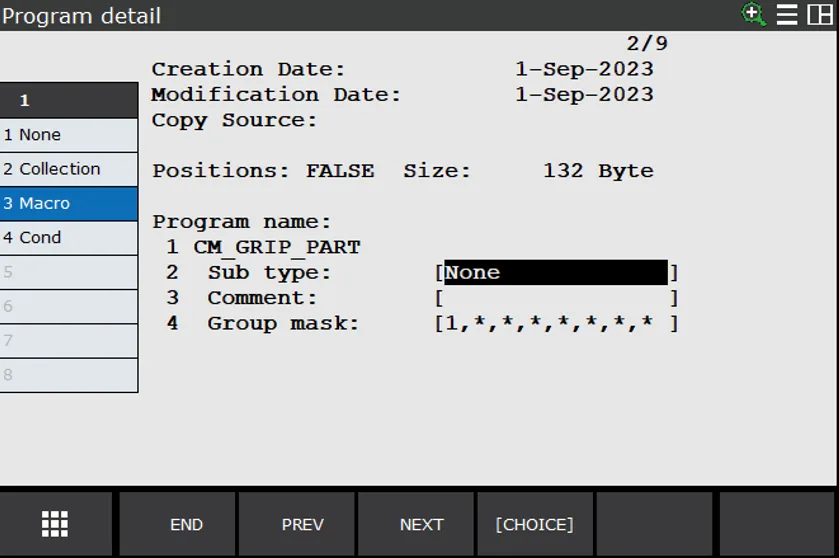 Program detail
2/9
Creation Date: 1-Sep-2023
Modification Date: 1-Sep-2023
Copy Source:
Positions: FALSE Size: 132 Byte
Program name:
1 CM_GRIP_PART
2 Sub type: [None ]
3 Comment: [ ]
4 Group mask: [1,*,*,*,*,*,*,* ]
1
1 None
2 Collection
3 Macro
4 Cond
5
6
7
8
END PREV NEXT [CHOICE]